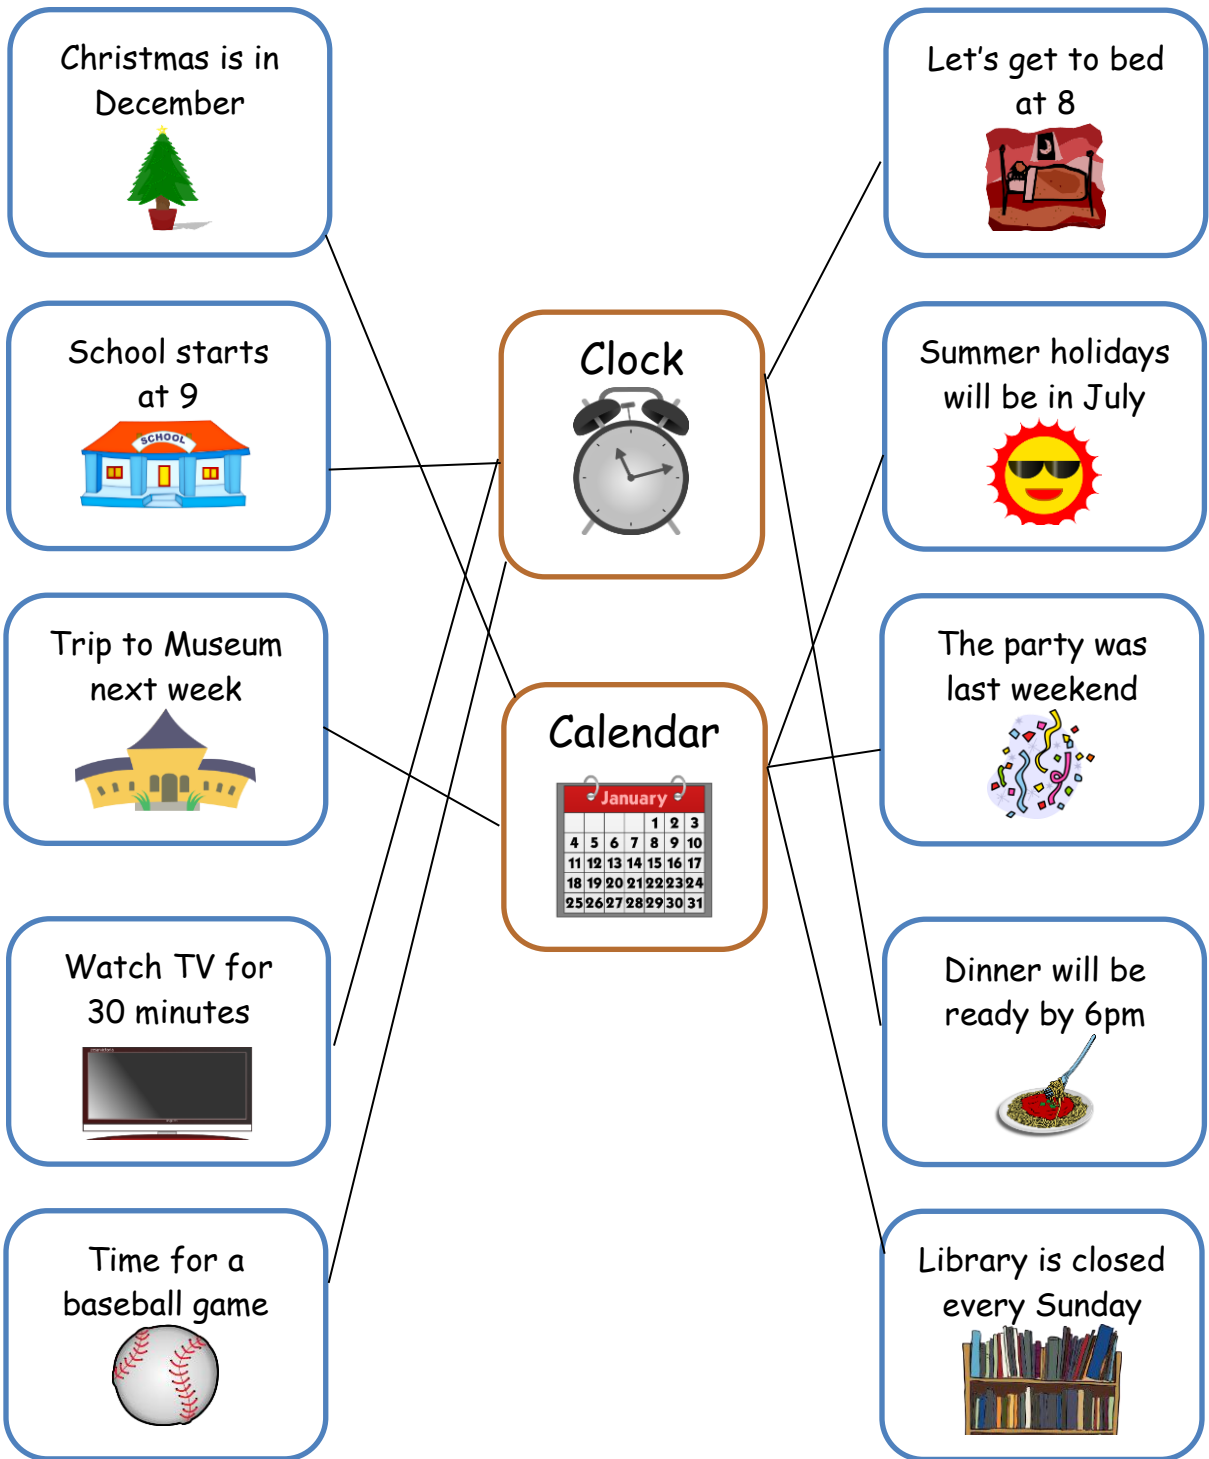 Christmas is in
December
Let's get to bed
at 8
School starts
at 9
SCHOOL
Clock
Summer holidays
will be in July
Trip to Museum
next week
Calendar
January
1 2 3
4 5 6 7 8 9 10
11 12 13 14 15 16 17
18 19 20 21 22 23 24
25 26 27 28 29 30 31
The party was
last weekend
Watch TV for
30 minutes
Dinner will be
ready by 6pm
Time for a
baseball game
Library is closed
every Sunday